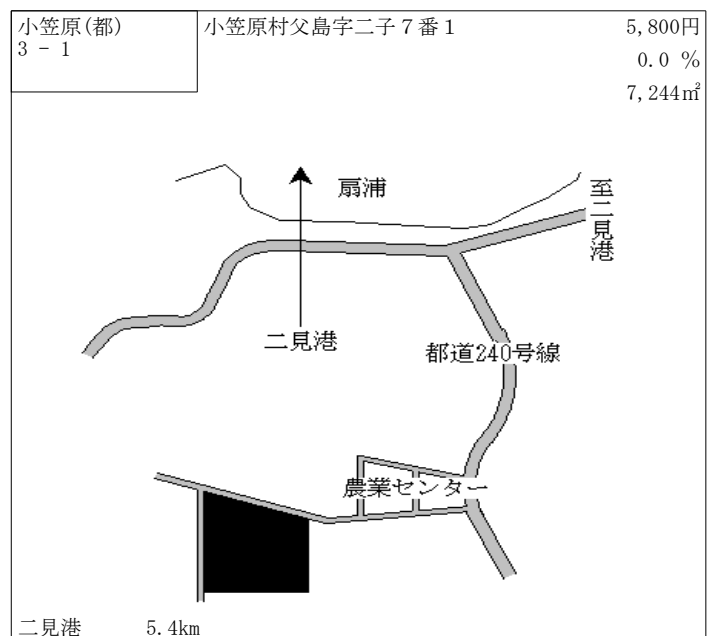 小笠原(都)
3 - 1
小笠原村父島字二子７番１
5,800円
0.0 %
7,244㎡
扇浦
至二見港
二見港
都道240号線
農業センター
二見港 5.4km